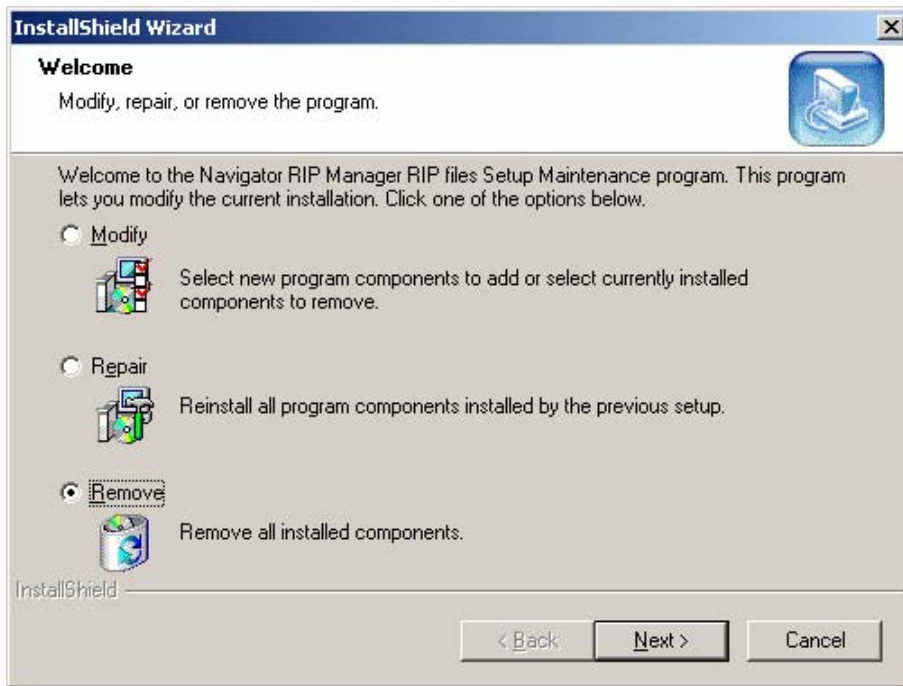 InstallShield Wizard
Welcome
Modify, repair, or remove the program.
Welcome to the Navigator RIP Manager RIP files Setup Maintenance program. This program
lets you modify the current installation. Click one of the options below.
Modify
Select new program components to add or select currently installed
components to remove.
Repair
Reinstall all program components installed by the previous setup.
Remove
Remove all installed components.
InstallShield
< Back
Next >
Cancel